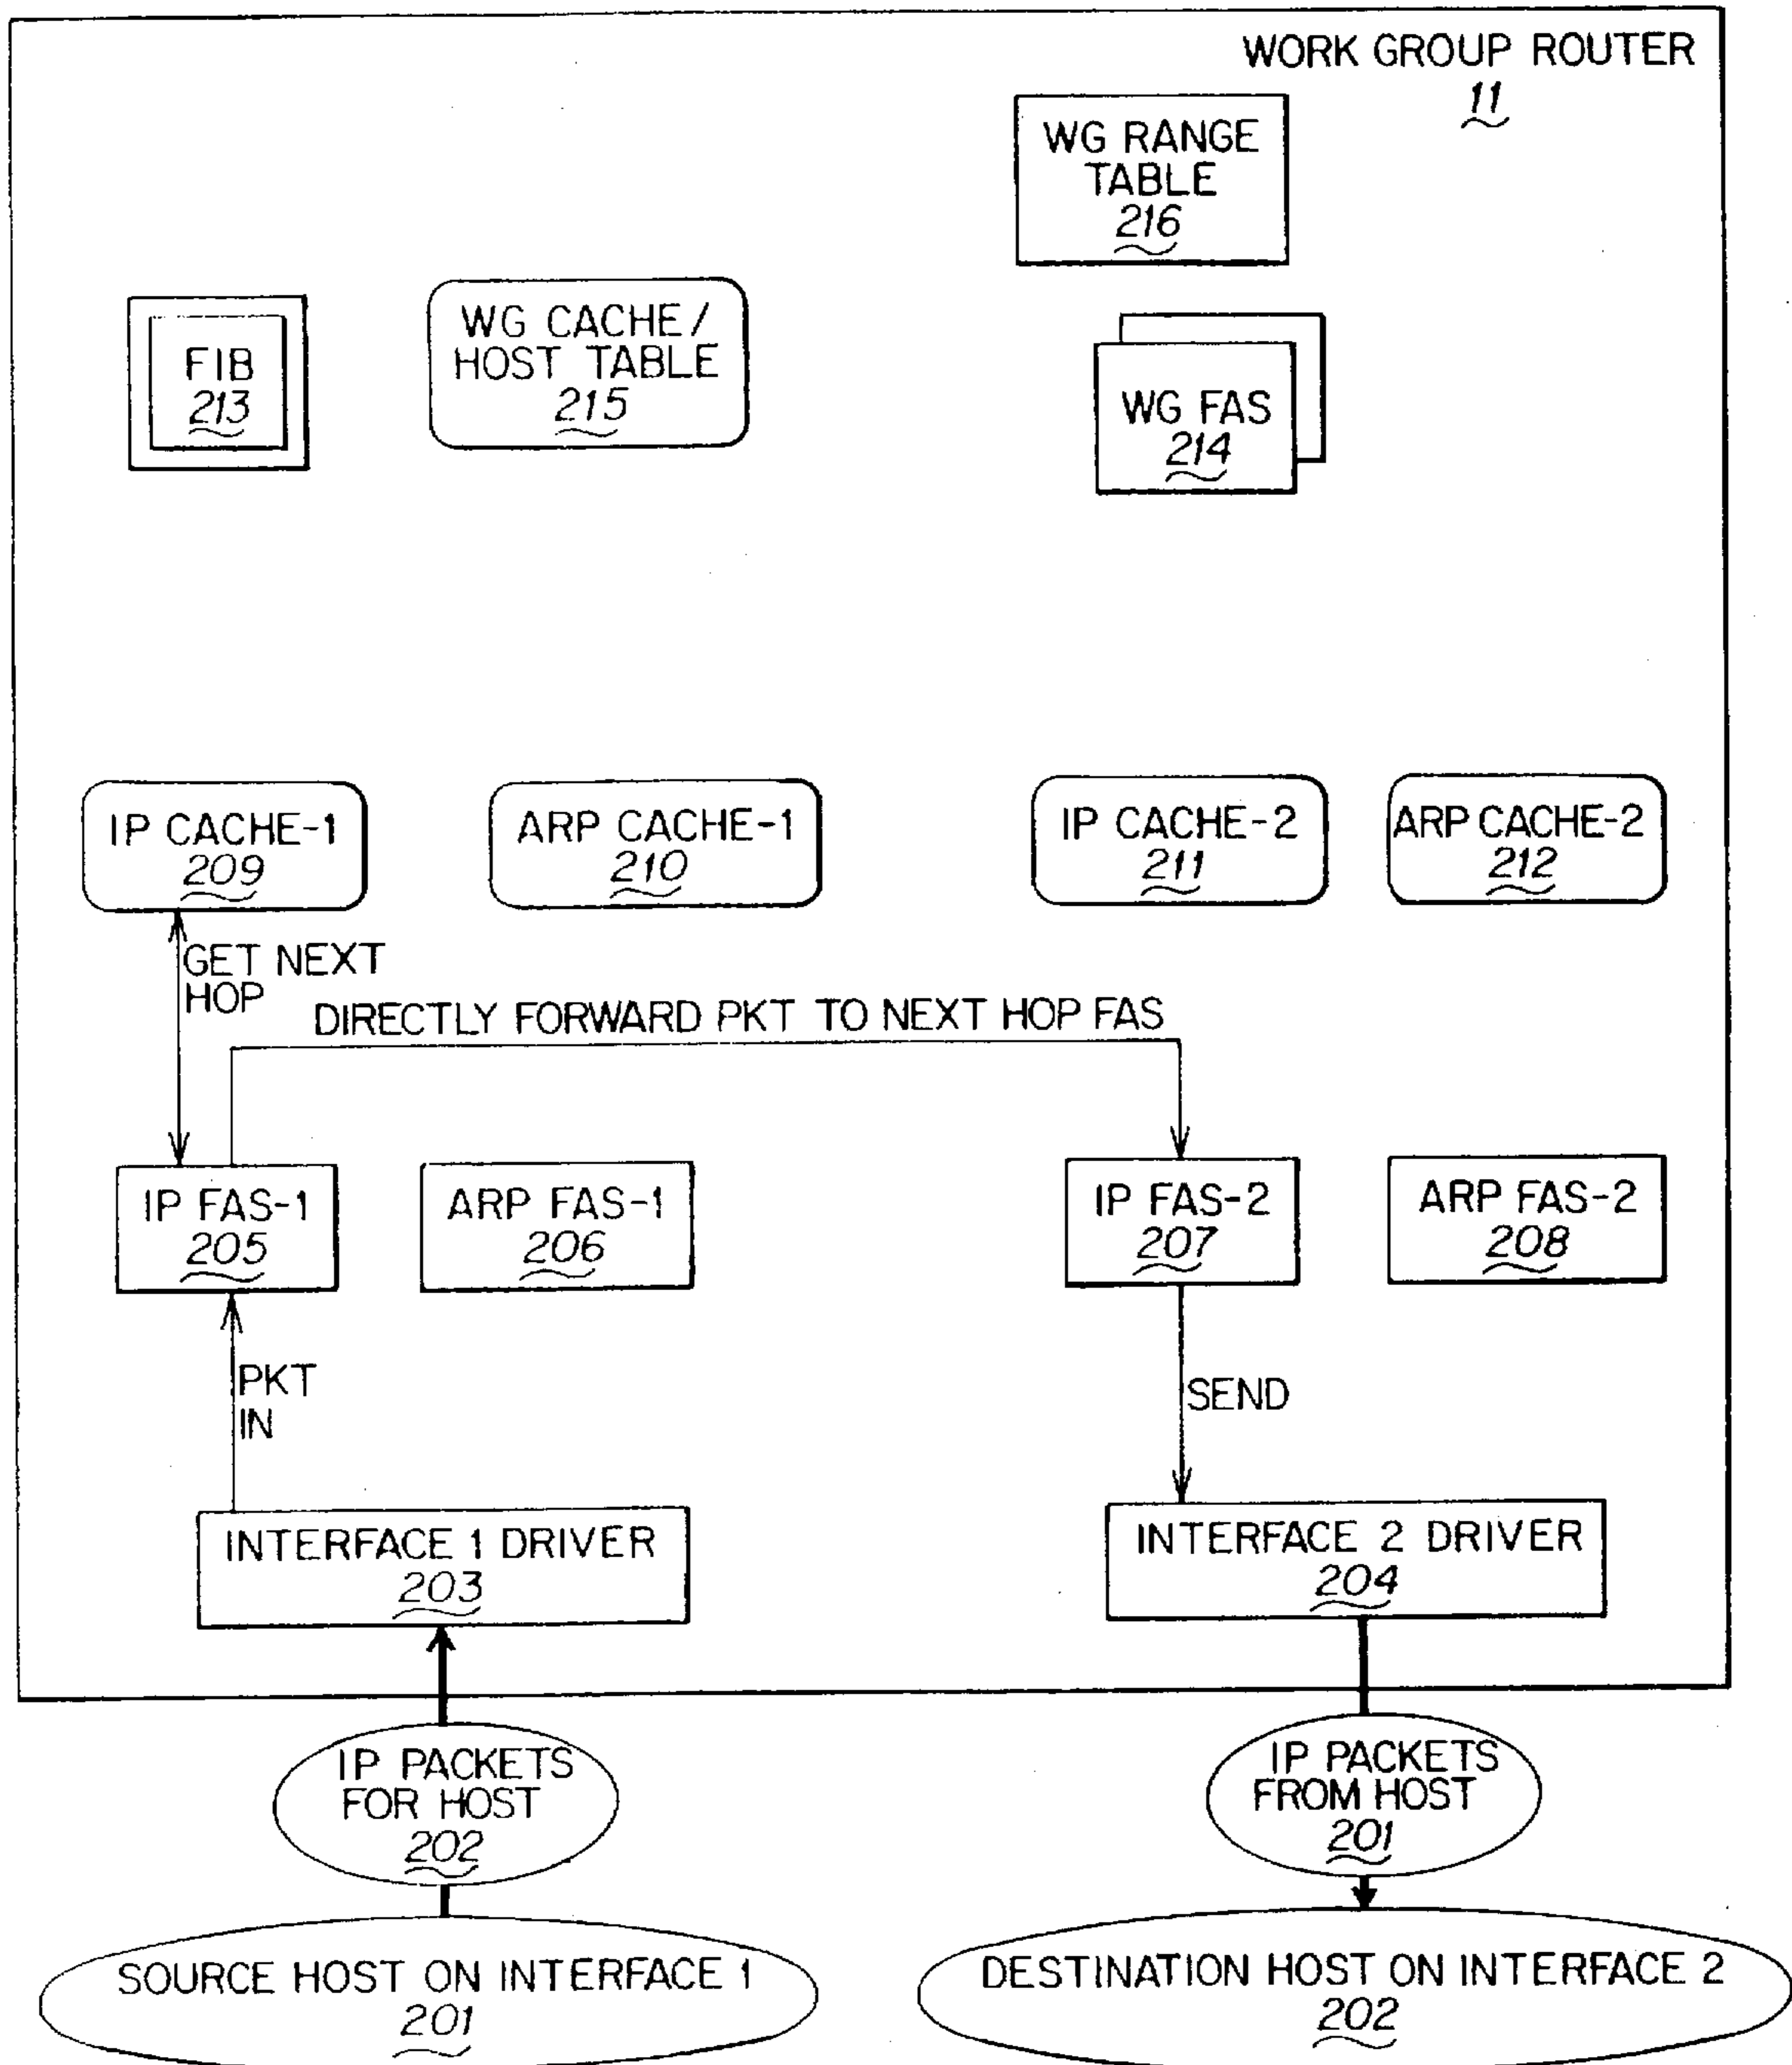 WORK GROUP ROUTER
11
WG RANGE
TABLE
216
FIB
213
WG CACHE/
HOST TABLE
215
WG FAS
214
IP CACHE-1
209
ARP CACHE-1
210
IP CACHE-2
211
ARP CACHE-2
212
GET NEXT
HOP
DIRECTLY FORWARD PKT TO NEXT HOP FAS
IP FAS-1
205
ARP FAS-1
206
IP FAS-2
207
ARP FAS-2
208
PKT
IN
SEND
INTERFACE 1 DRIVER
203
INTERFACE 2 DRIVER
204
IP PACKETS
FOR HOST
202
IP PACKETS
FROM HOST
201
SOURCE HOST ON INTERFACE 1
201
DESTINATION HOST ON INTERFACE 2
202